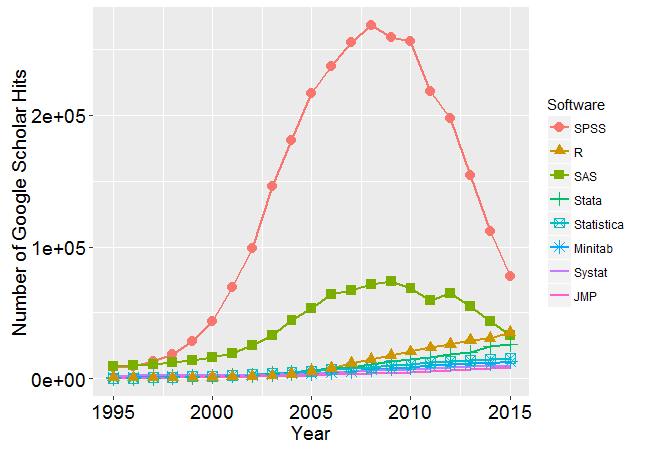 Number of Google Scholar Hits
2e+05
1e+05
0e+00
1995 2000 2005 2010 2015
Year
Software
SPSS
R
SAS
Stata
Statistica
Minitab
Systat
JMP